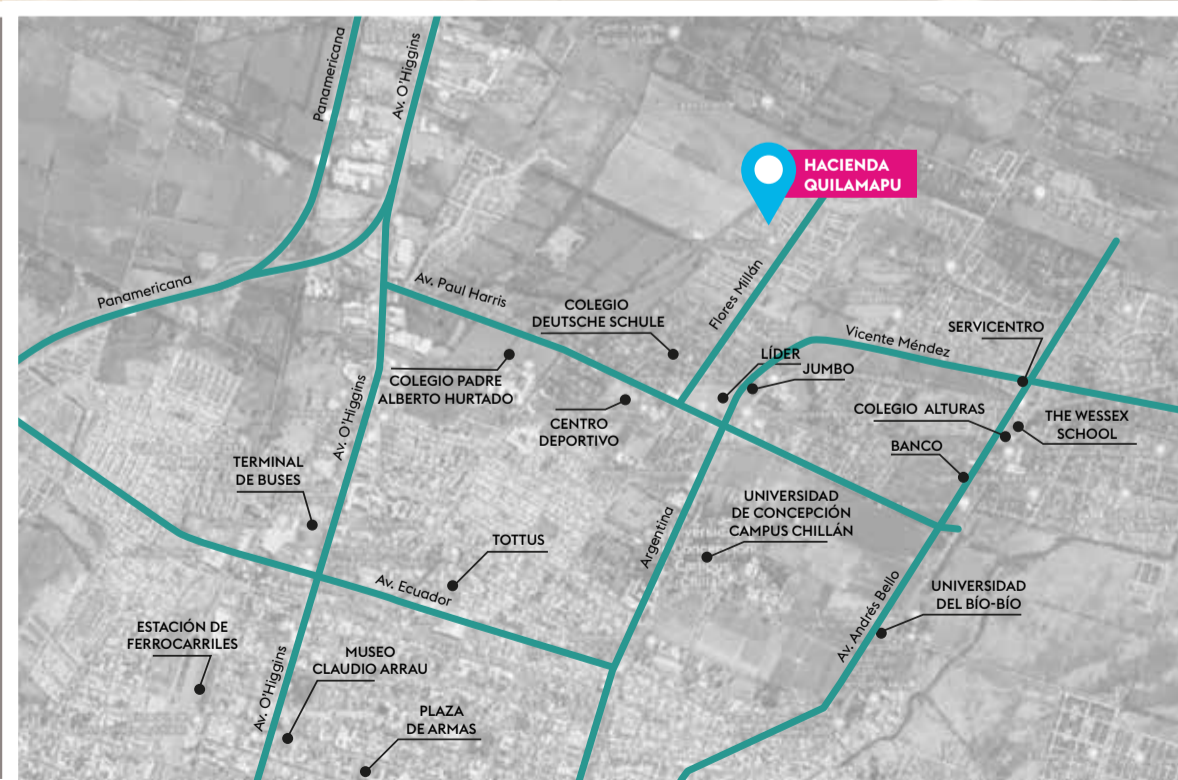 Panamericana
Av. O'Higgins
HACIENDA
QUILAMAPU
Panamericana
Av. Paul Harris
COLEGIO
DEUTSCHE SCHULE
Flores Millán
Vicente Méndez
SERVICENTRO
LÍDER
JUMBO
COLEGIO PADRE
ALBERTO HURTADO
CENTRO
DEPORTIVO
COLEGIO ALTURAS
THE WESSEX
SCHOOL
BANCO
Av. O'Higgins
TERMINAL
DE BUSES
UNIVERSIDAD
DE CONCEPCIÓN
CAMPUS CHILLÁN
Argentina
TOTTUS
Av. Ecuador
UNIVERSIDAD
DEL BÍO-BÍO
Av. Andrés Bello
ESTACIÓN DE
FERROCARRILES
MUSEO
CLAUDIO ARRAU
Av. O'Higgins
PLAZA
DE ARMAS